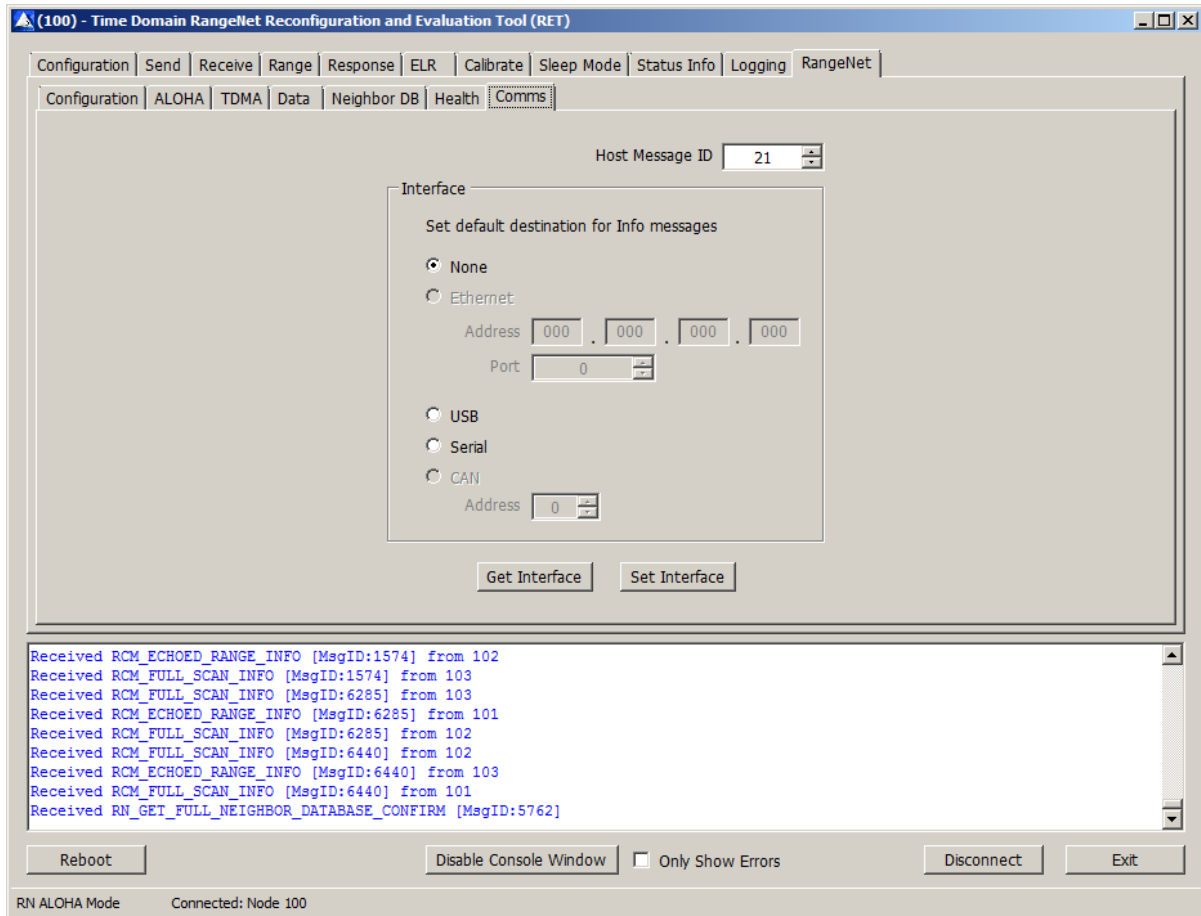 (100) - Time Domain RangeNet Reconfiguration and Evaluation Tool (RET)
Configuration Send Receive Range Response ELR Calibrate Sleep Mode Status Info Logging RangeNet
Configuration ALOHA TDMA Data Neighbor DB Health Comms
Host Message ID 21
Interface
Set default destination for Info messages
None
Ethernet
Address 000 . 000 . 000 . 000
Port 0
USB
Serial
CAN
Address 0
Get Interface Set Interface
Received RCM_ECHOED_RANGE_INFO [MsgID:1574] from 102
Received RCM_FULL_SCAN_INFO [MsgID:1574] from 103
Received RCM_FULL_SCAN_INFO [MsgID:6285] from 103
Received RCM_ECHOED_RANGE_INFO [MsgID:6285] from 101
Received RCM_FULL_SCAN_INFO [MsgID:6285] from 102
Received RCM_FULL_SCAN_INFO [MsgID:6440] from 102
Received RCM_ECHOED_RANGE_INFO [MsgID:6440] from 103
Received RCM_FULL_SCAN_INFO [MsgID:6440] from 101
Received RN_GET_FULL_NEIGHBOR_DATABASE_CONFIRM [MsgID:5762]
Reboot Disable Console Window Only Show Errors Disconnect Exit
RN ALOHA Mode Connected: Node 100